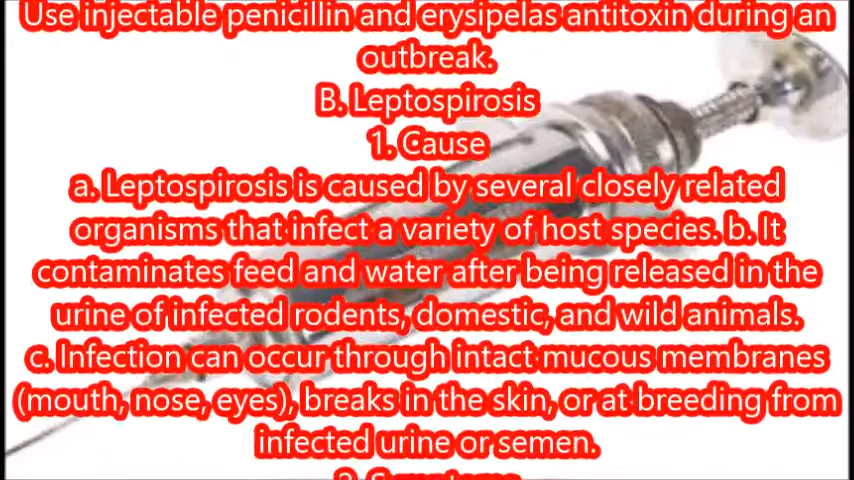 Use injectable penicillin and erysipelas antitoxin during an
outbreak.
B. Leptospirosis
1. Cause
a. Leptospirosis is caused by several closely related
organisms that infect a variety of host species. b. It
contaminates feed and water after being released in the
urine of infected rodents, domestic, and wild animals.
c. Infection can occur through intact mucous membranes
(mouth, nose, eyes), breaks in the skin, or at breeding from
infected urine or semen.
2. Symptoms